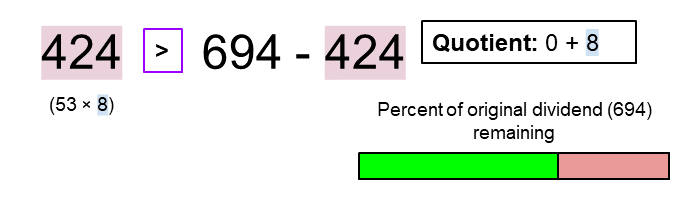 424 > 694 - 424
Quotient: 0 + 8
(53 × 8)
Percent of original dividend (694)
remaining